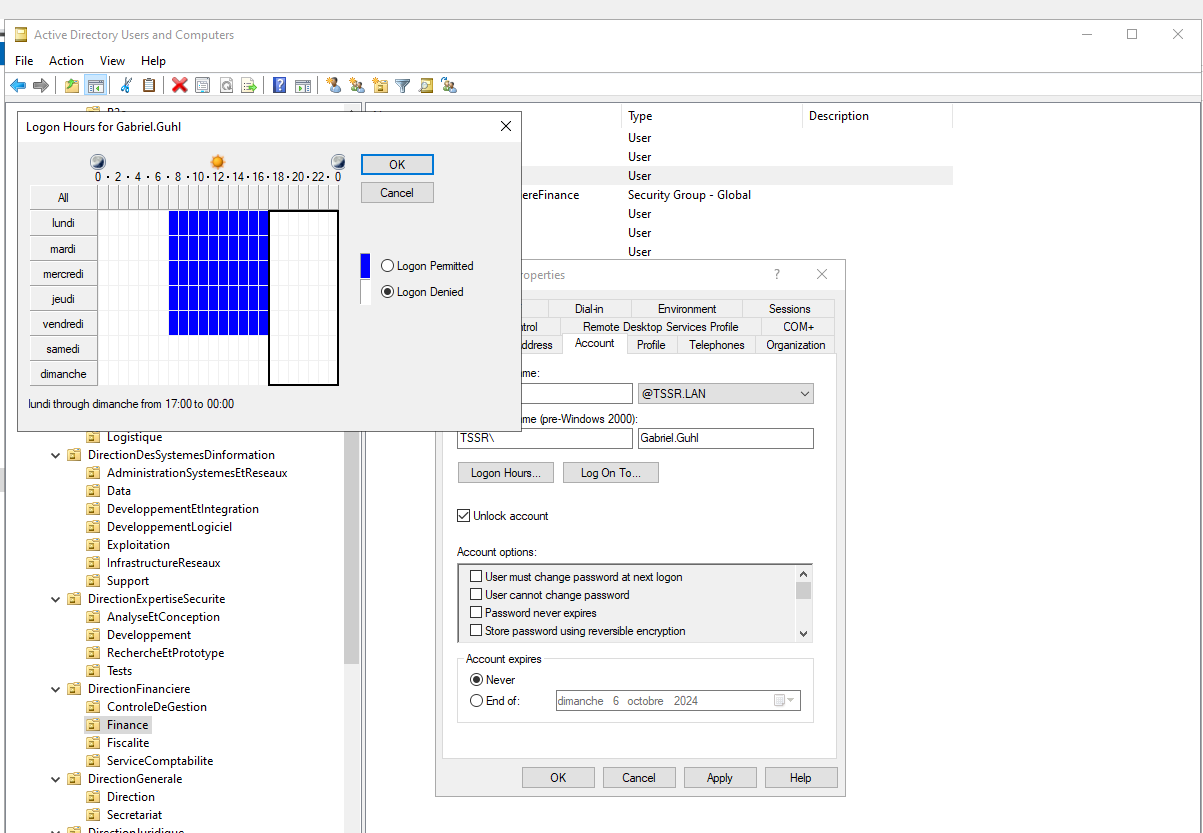 Active Directory Users and Computers
File Action View Help
Logon Hours for Gabriel.Guhl
0 · 2 · 4 · 6 · 8 · 10 · 12 · 14 · 16 · 18 · 20 · 22 · 0
All
lundi
mardi
mercredi
jeudi
vendredi
samedi
dimanche
OK
Cancel
Logon Permitted
Logon Denied
lundi through dimanche from 17:00 to 00:00
Type Description
User
User
User
ereFinance Security Group - Global
User
User
User
Logistique
DirectionDesSystemesDinformation
AdministrationSystemesEtReseaux
Data
DeveloppementEtIntegration
DeveloppementLogiciel
Exploitation
InfrastructureReseaux
Support
DirectionExpertiseSecurite
AnalyseEtConception
Developpement
RechercheEtPrototype
Tests
DirectionFinanciere
ControleDeGestion
Finance
Fiscalite
ServiceComptabilite
DirectionGenerale
Direction
Secretariat
DirectionJuridique
roperties ?
Dial-in Environment Sessions
trol Remote Desktop Services Profile COM+
ddress Account Profile Telephones Organization
me:
@TSSR.LAN
me (pre-Windows 2000):
TSSR\ Gabriel.Guhl
Logon Hours... Log On To...
Unlock account
Account options:
User must change password at next logon
User cannot change password
Password never expires
Store password using reversible encryption
Account expires
Never
End of: dimanche 6 octobre 2024
OK Cancel Apply Help